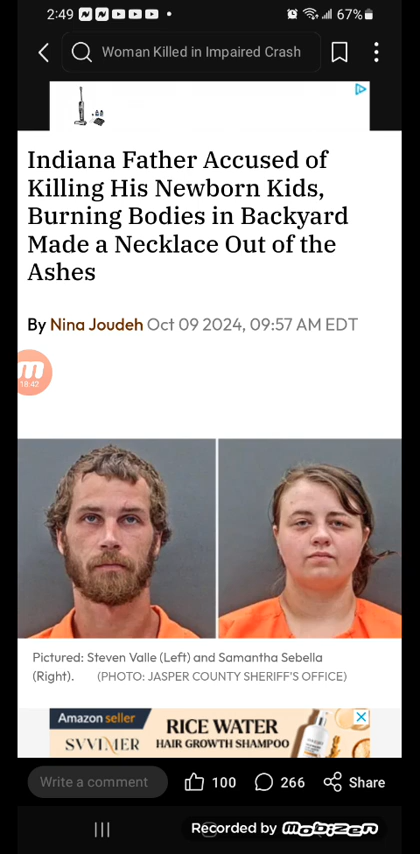 2:49
67%
Woman Killed in Impaired Crash
Indiana Father Accused of
Killing His Newborn Kids,
Burning Bodies in Backyard
Made a Necklace Out of the
Ashes
By Nina Joudeh Oct 09 2024, 09:57 AM EDT
m
18:42
Pictured: Steven Valle (Left) and Samantha Sebella
(Right). (PHOTO: JASPER COUNTY SHERIFF'S OFFICE)
Amazon seller
SVVIMER
RICE WATER
HAIR GROWTH SHAMPOO
Write a comment
100
266
Share
Recorded by mobizen